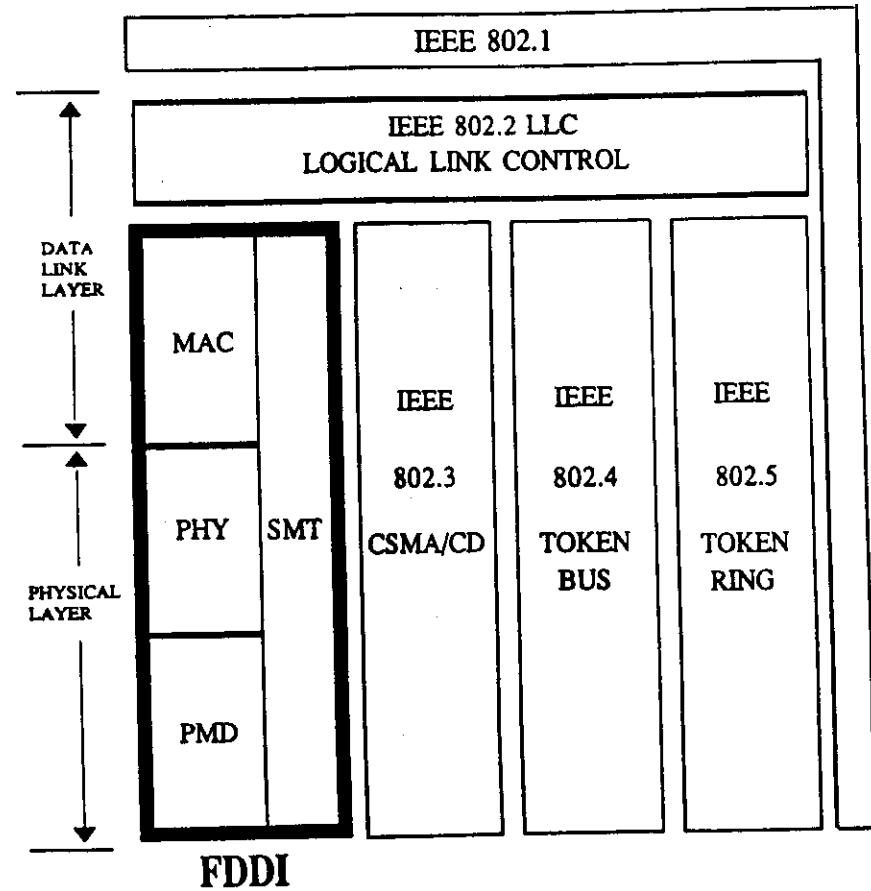 IEEE 802.1
IEEE 802.2 LLC
LOGICAL LINK CONTROL
DATA
LINK
LAYER
PHYSICAL
LAYER
MAC
PHY
PMD
SMT
IEEE
802.3
CSMA/CD
IEEE
802.4
TOKEN
BUS
IEEE
802.5
TOKEN
RING
FDDI